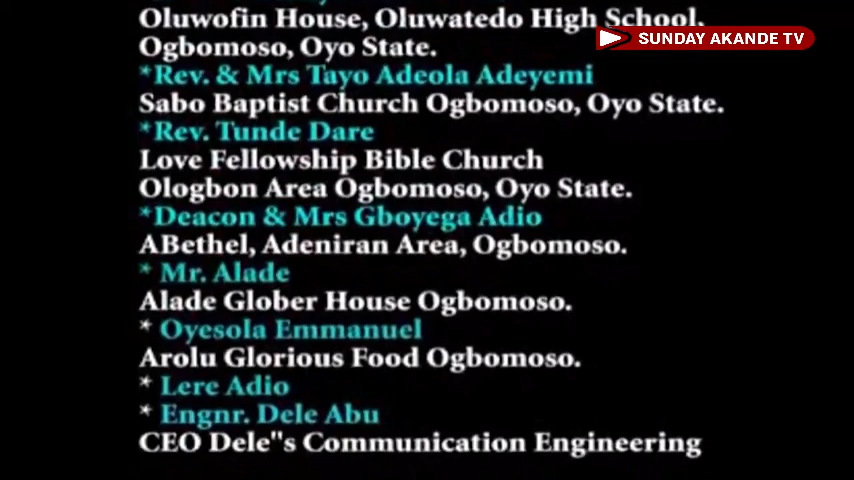 Oluwofin House, Oluwatedo High School,
Ogbomoso, Oyo State.
SUNDAY AKANDE TV
*Rev. & Mrs Tayo Adeola Adeyemi
Sabo Baptist Church Ogbomoso, Oyo State.
*Rev. Tunde Dare
Love Fellowship Bible Church
Ologbon Area Ogbomoso, Oyo State.
*Deacon & Mrs Gboyega Adio
ABethel, Adeniran Area, Ogbomoso.
* Mr. Alade
Alade Glober House Ogbomoso.
* Oyesola Emmanuel
Arolu Glorious Food Ogbomoso.
* Lere Adio
* Engnr. Dele Abu
CEO Dele"s Communication Engineering